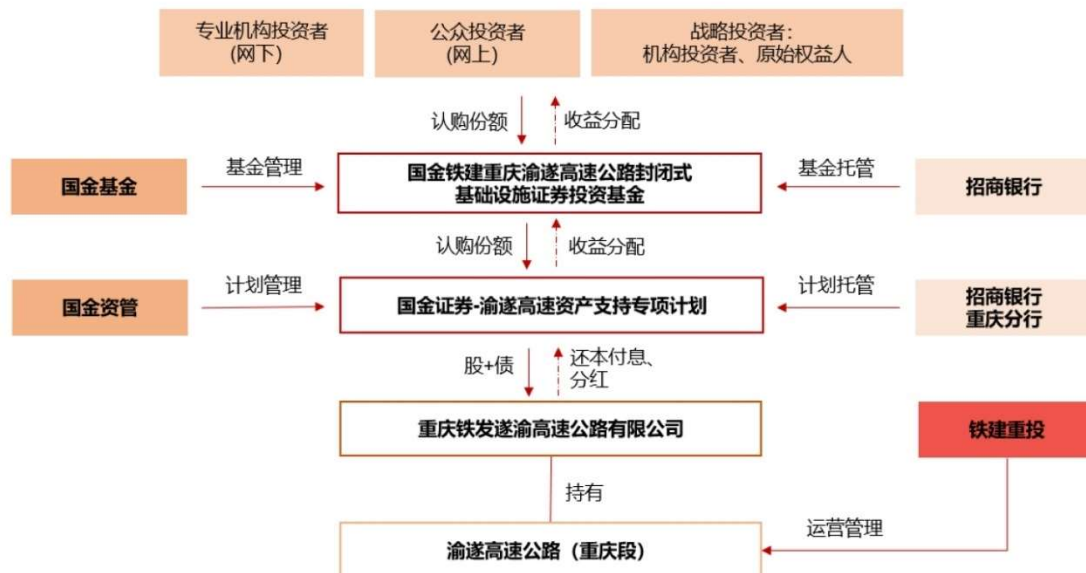 专业机构投资者
(网下)
公众投资者
(网上)
战略投资者：
机构投资者、原始权益人
认购份额
收益分配
国金基金
基金管理
国金铁建重庆渝遂高速公路封闭式
基础设施证券投资基金
基金托管
招商银行
认购份额
收益分配
国金资管
计划管理
国金证券-渝遂高速资产支持专项计划
计划托管
招商银行
重庆分行
股+债
还本付息、
分红
重庆铁发遂渝高速公路有限公司
铁建重投
持有
渝遂高速公路（重庆段）
运营管理